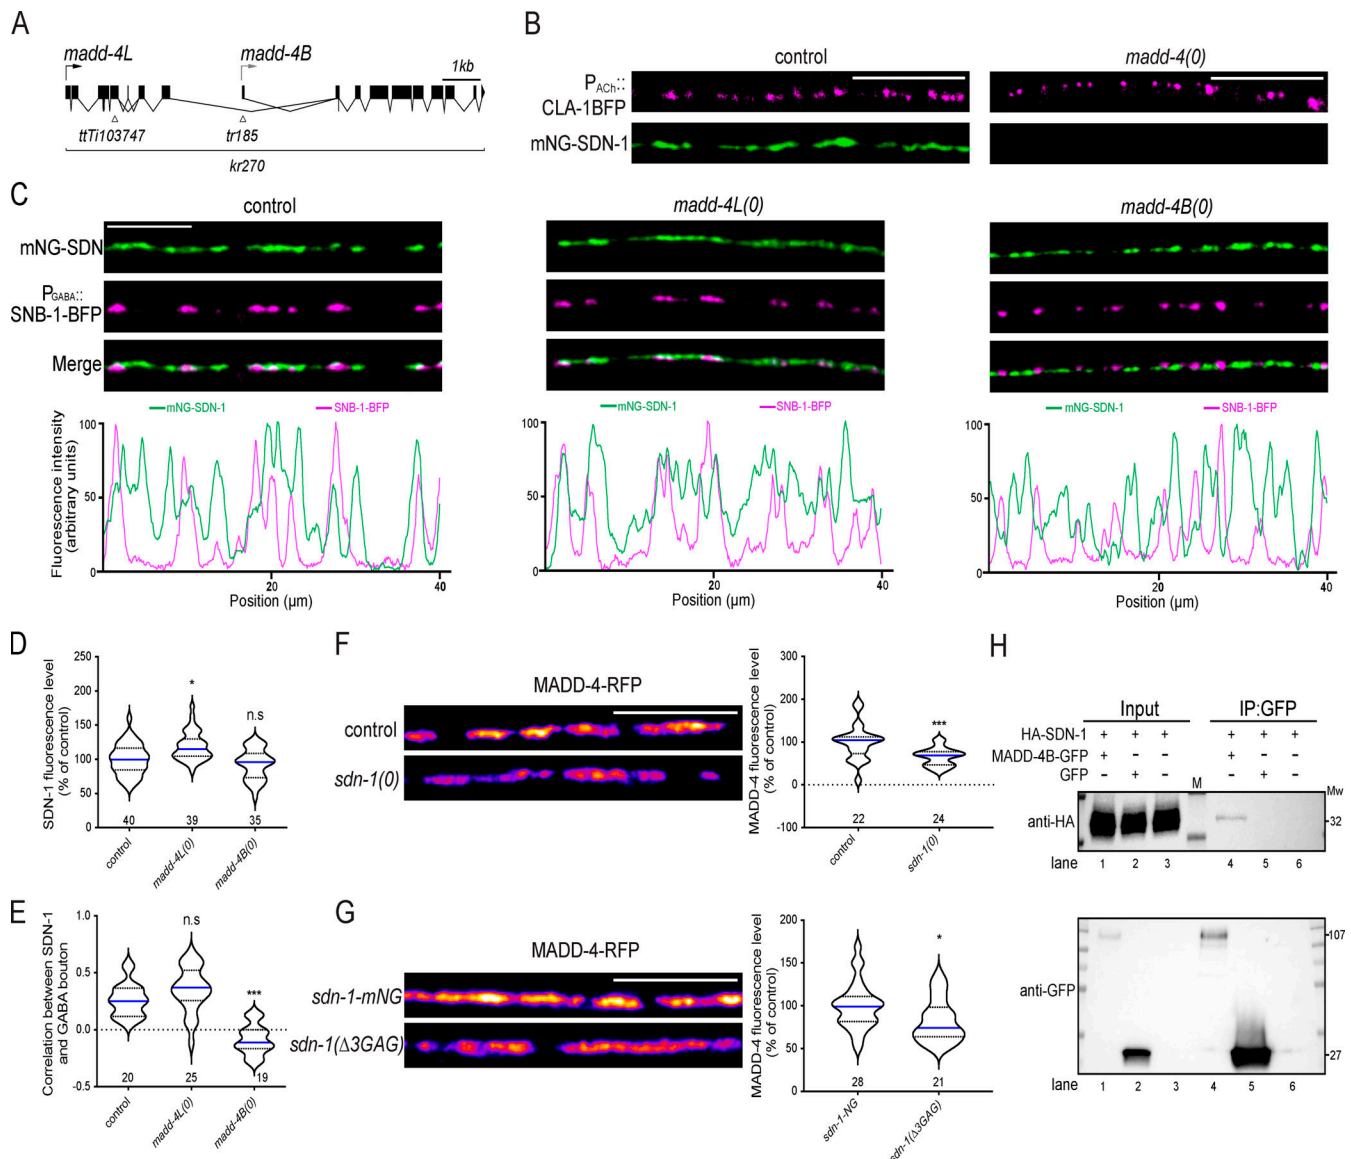 A
madd-4L
madd-4B
1kb
ttTi103747
tr185
kr270
B
control
madd-4(0)
PACh::
CLA-1BFP
mNG-SDN-1
C
control
madd-4L(0)
madd-4B(0)
mNG-SDN
PGABA::
SNB-1-BFP
Merge
mNG-SDN-1
SNB-1-BFP
mNG-SDN-1
SNB-1-BFP
mNG-SDN-1
SNB-1-BFP
Fluorescence intensity
(arbitrary units)
100
50
0
20
40
Position (µm)
100
50
0
20
40
Position (µm)
100
50
0
20
40
Position (µm)
D
SDN-1 fluorescence level
(% of control)
250
200
150
100
50
0
*
n.s
40
39
35
control
madd-4L(0)
madd-4B(0)
E
Correlation between SDN-1
and GABA bouton
1.0
0.5
0.0
-0.5
n.s
***
20
25
19
control
madd-4L(0)
madd-4B(0)
F
MADD-4-RFP
control
sdn-1(0)
MADD-4 fluorescence level
(% of control)
300
200
100
0
-100
***
22
24
control
sdn-1(0)
G
MADD-4-RFP
sdn-1-mNG
sdn-1(Δ3GAG)
MADD-4 fluorescence level
(% of control)
200
150
100
50
0
*
28
21
sdn-1-NG
sdn-1(Δ3GAG)
H
Input
IP:GFP
HA-SDN-1 + + + + + +
MADD-4B-GFP + - - + - -
GFP - + - - + -
M
Mw
anti-HA
32
lane 1 2 3 4 5 6
107
anti-GFP
27
lane 1 2 3 4 5 6